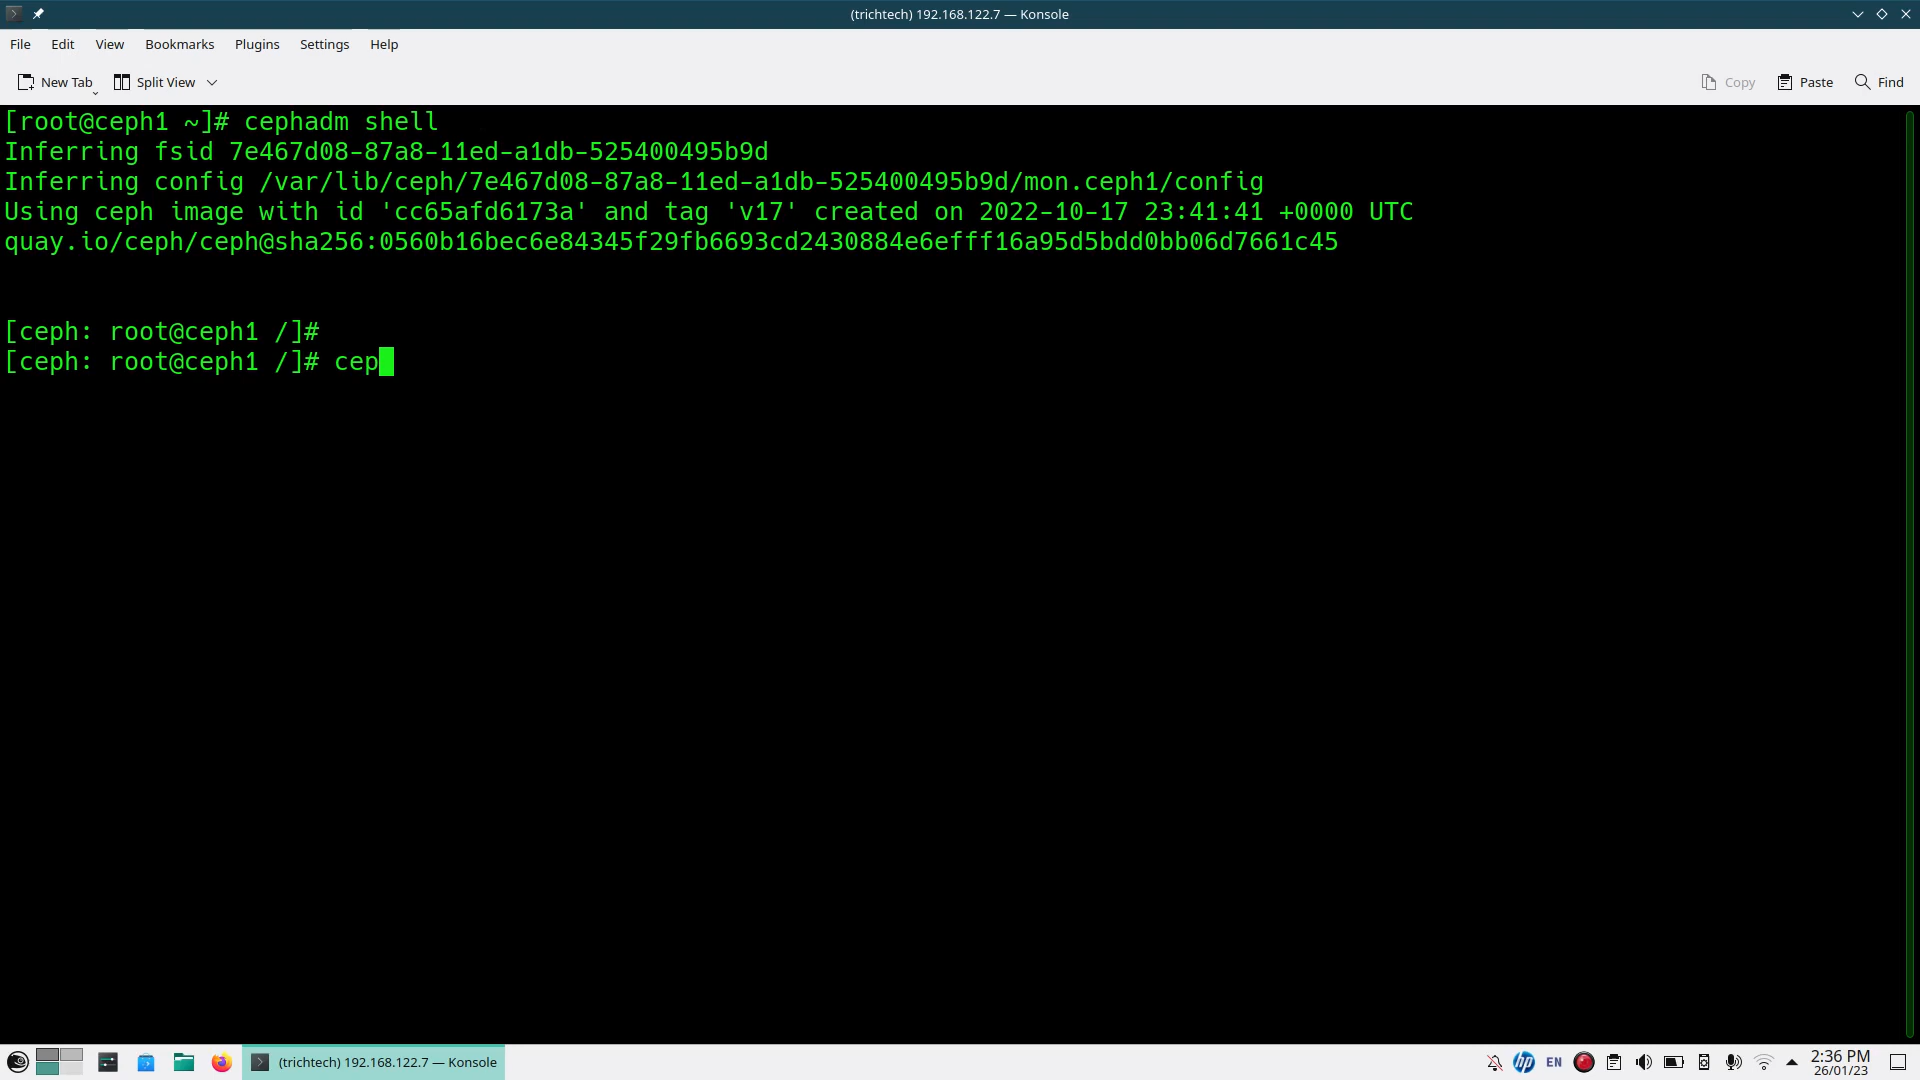 (trichtech) 192.168.122.7 — Konsole
File Edit View Bookmarks Plugins Settings Help
New Tab Split View Copy Paste Find
[root@ceph1 ~]# cephadm shell
Inferring fsid 7e467d08-87a8-11ed-a1db-525400495b9d
Inferring config /var/lib/ceph/7e467d08-87a8-11ed-a1db-525400495b9d/mon.ceph1/config
Using ceph image with id 'cc65afd6173a' and tag 'v17' created on 2022-10-17 23:41:41 +0000 UTC
quay.io/ceph/ceph@sha256:0560b16bec6e84345f29fb6693cd2430884e6efff16a95d5bdd0bb06d7661c45
[ceph: root@ceph1 /]#
[ceph: root@ceph1 /]# cep
(trichtech) 192.168.122.7 — Konsole
hp EN 2:36 PM
26/01/23